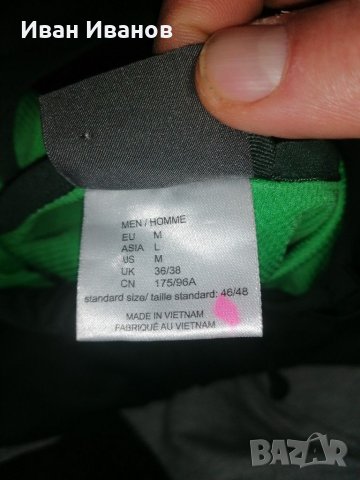 Иван Иванов
MEN / HOMME
EU M
ASIA L
US M
UK 36/38
CN 175/96A
standard size/ taille standard: 46/48
MADE IN VIETNAM
FABRIQUÉ AU VIETNAM
BAZAR